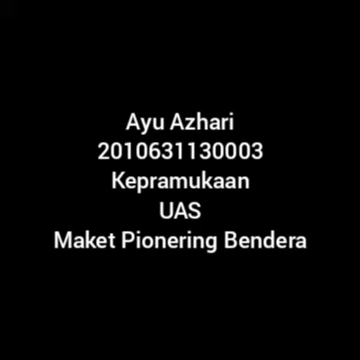 Ayu Azhari
2010631130003
Kepramukaan
UAS
Maket Pionering Bendera